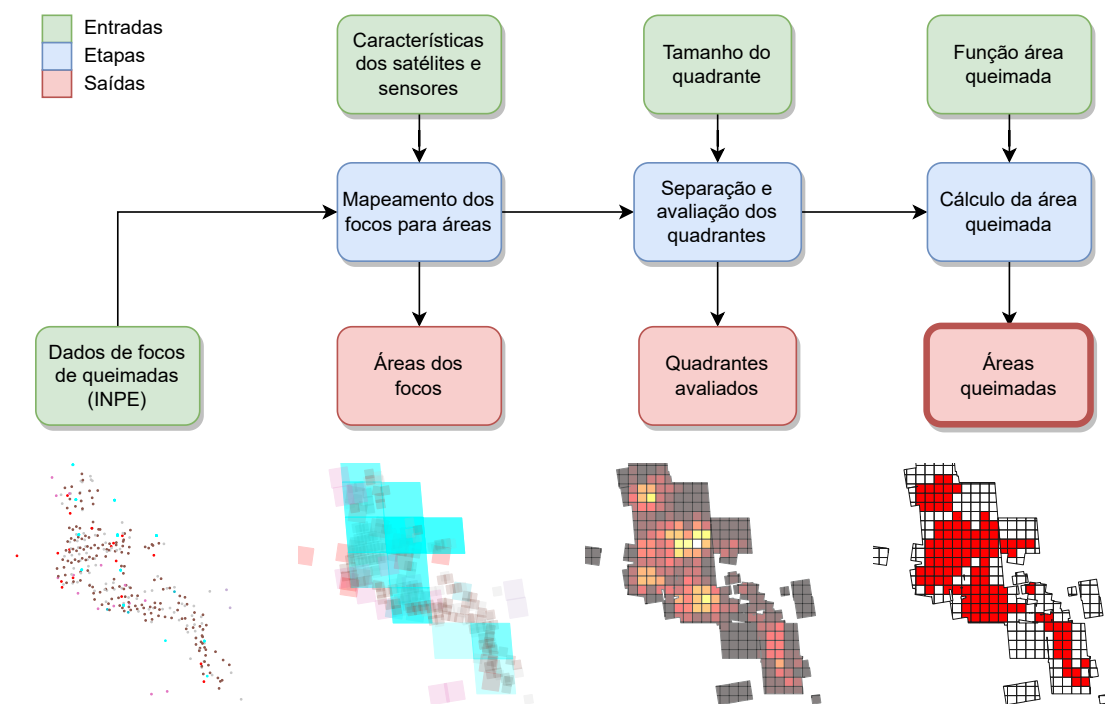 Entradas
Etapas
Saídas
Características
dos satélites e
sensores
Tamanho do
quadrante
Função área
queimada
Mapeamento dos
focos para áreas
Separação e
avaliação dos
quadrantes
Cálculo da área
queimada
Dados de focos
de queimadas
(INPE)
Áreas dos
focos
Quadrantes
avaliados
Áreas
queimadas